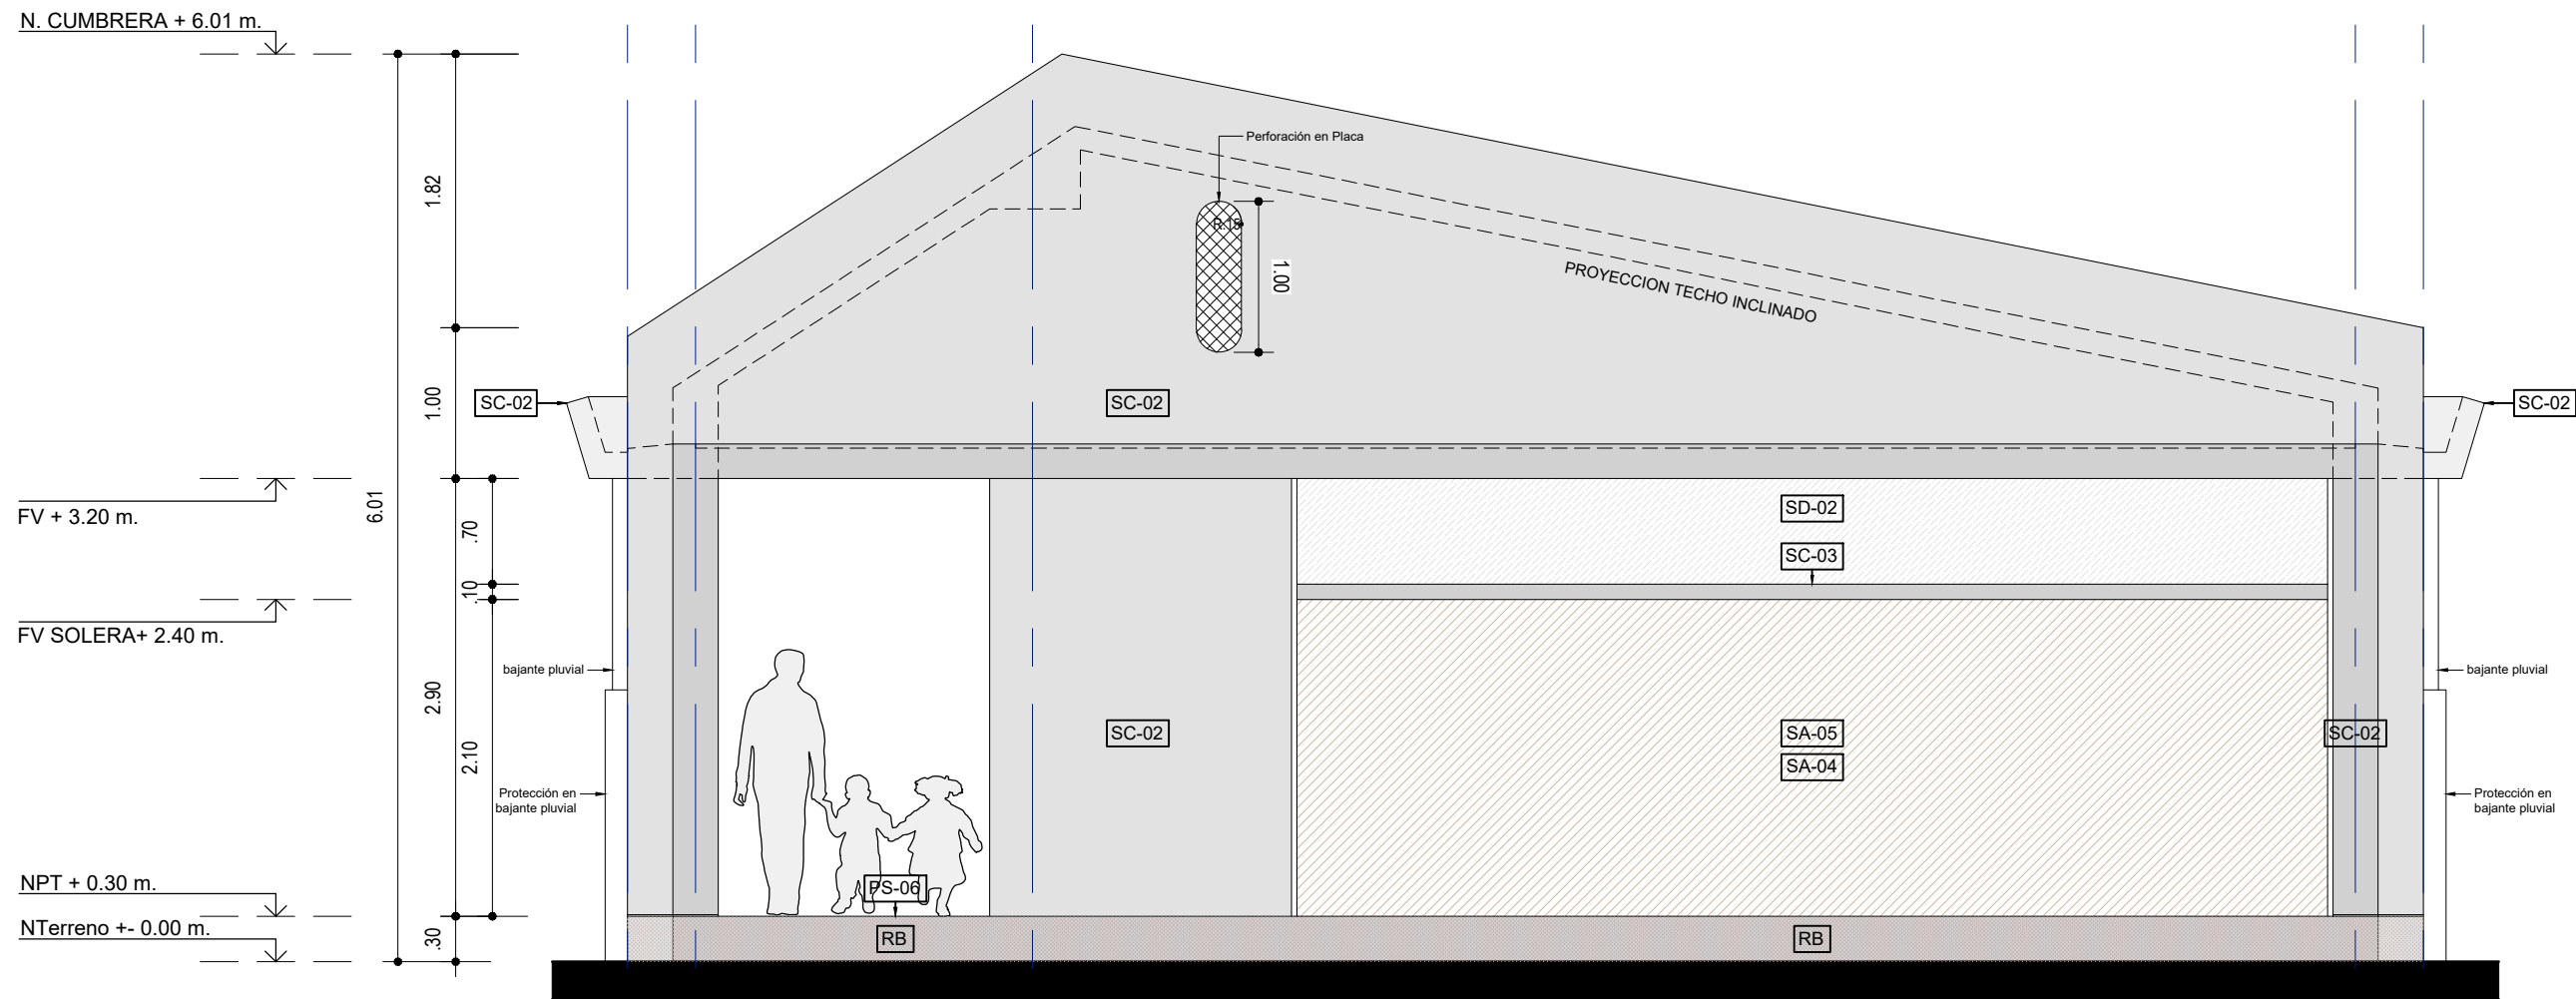 N. CUMBRERA + 6.01 m.
Perforación en Placa
1.82
R.15
1.00
PROYECCION TECHO INCLINADO
SC-02
1.00
SC-02
SC-02
FV + 3.20 m.
6.01
.70
SD-02
SC-03
.10
FV SOLERA+ 2.40 m.
bajante pluvial
bajante pluvial
2.90
2.10
SC-02
SA-05
SC-02
SA-04
Protección en
bajante pluvial
Protección en
bajante pluvial
NPT + 0.30 m.
PS-06
NTerreno +- 0.00 m.
.30
RB
RB